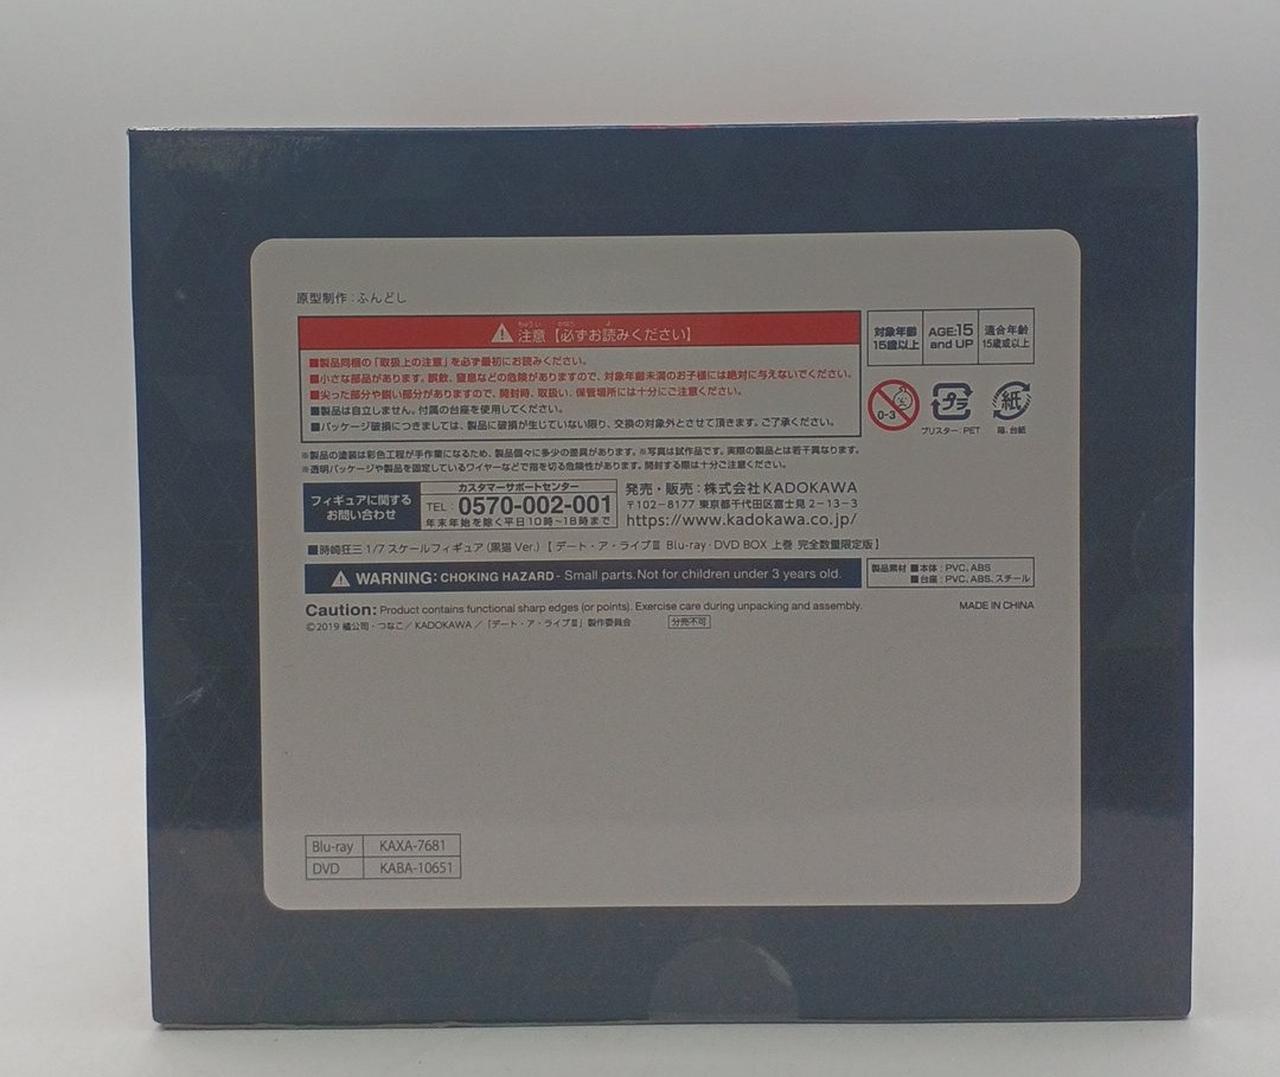 原型制作：ふんどし
注意【必ずお読みください】
■製品同梱の「取扱上の注意」を必ず最初にお読みください。
■小さな部品があります。誤飲、窒息などの危険がありますので、対象年齢未満のお子様には絶対に与えないでください。
■尖った部分や鋭い部分がありますので、開封時、取扱い、保管場所には十分にご注意ください。
■製品は自立しません。付属の台座を使用してください。
■パッケージ破損につきましては、製品に破損が生じていない限り、交換の対象外とさせて頂きます。ご了承ください。
対象年齢 15歳以上
AGE:15 and UP
適合年齢 15歳或以上
0-3
プラ
紙
ブリスター：PET
箱、台紙
※製品の塗装は彩色工程が手作業になるため、製品個々に多少の差異があります。※写真は試作品です。実際の製品とは若干異なります。
※透明パッケージや製品を固定しているワイヤーなどで指を切る危険性があります。開封する際は十分ご注意ください。
フィギュアに関する
お問い合わせ
カスタマーサポートセンター
TEL：0570-002-001
年末年始を除く平日10時〜18時まで
発売・販売：株式会社KADOKAWA
〒102-8177 東京都千代田区富士見 2-13-3
https://www.kadokawa.co.jp/
■時崎狂三 1/7 スケールフィギュア (黒猫 Ver.)【 デート・ア・ライブⅢ Blu-ray・DVD BOX 上巻 完全数量限定版】
WARNING: CHOKING HAZARD - Small parts. Not for children under 3 years old.
製品素材 ■本体：PVC, ABS
■台座：PVC, ABS, スチール
Caution: Product contains functional sharp edges (or points). Exercise care during unpacking and assembly.
MADE IN CHINA
©2019 橘公司・つなこ／KADOKAWA／「デート・ア・ライブⅢ」製作委員会
分売不可
Blu-ray KAXA-7681
DVD KABA-10651